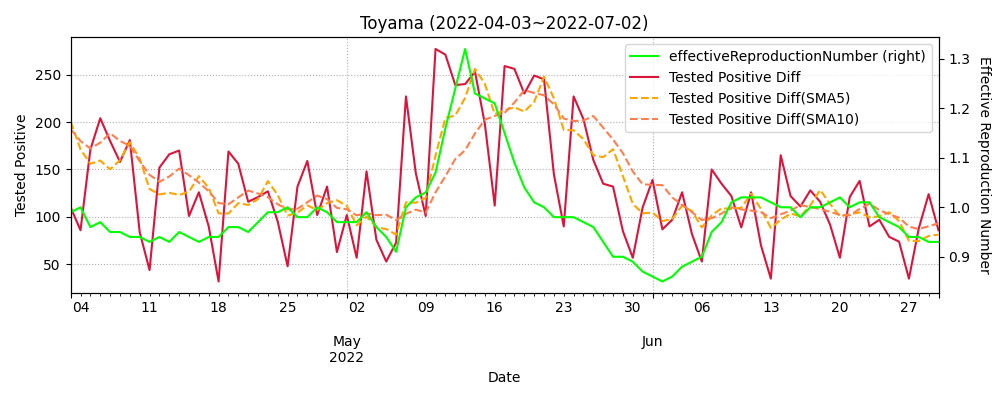 Toyama (2022-04-03~2022-07-02)
effectiveReproductionNumber (right)
Tested Positive Diff
Tested Positive Diff(SMA5)
Tested Positive Diff(SMA10)
Tested Positive
250
200
150
100
50
1.3
1.2
1.1
1.0
0.9
Effective Reproduction Number
04 11 18 25 02 09 16 23 30 06 13 20 27
May Jun
2022
Date